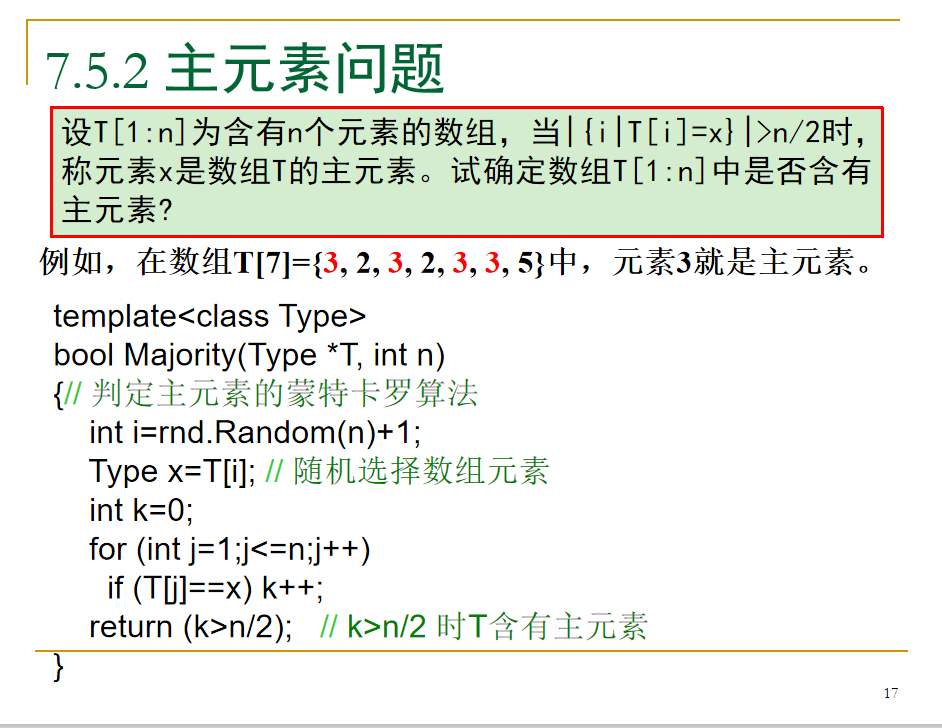 7.5.2 主元素问题
设T[1:n]为含有n个元素的数组，当|{i|T[i]=x}|>n/2时，
称元素x是数组T的主元素。试确定数组T[1:n]中是否含有
主元素?
例如，在数组T[7]={3, 2, 3, 2, 3, 3, 5}中，元素3就是主元素。
template<class Type>
bool Majority(Type *T, int n)
{// 判定主元素的蒙特卡罗算法
int i=rnd.Random(n)+1;
Type x=T[i]; // 随机选择数组元素
int k=0;
for (int j=1;j<=n;j++)
if (T[j]==x) k++;
return (k>n/2); // k>n/2 时T含有主元素
}
17